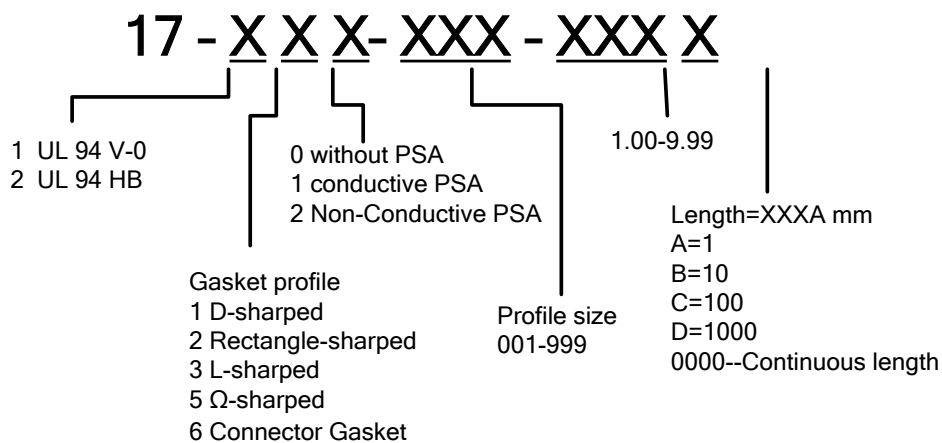 17 - X X X- XXX - XXX X
1 UL 94 V-0
2 UL 94 HB
0 without PSA
1 conductive PSA
2 Non-Conductive PSA
1.00-9.99
Gasket profile
1 D-sharped
2 Rectangle-sharped
3 L-sharped
5 Ω-sharped
6 Connector Gasket
Profile size
001-999
Length=XXXA mm
A=1
B=10
C=100
D=1000
0000--Continuous length